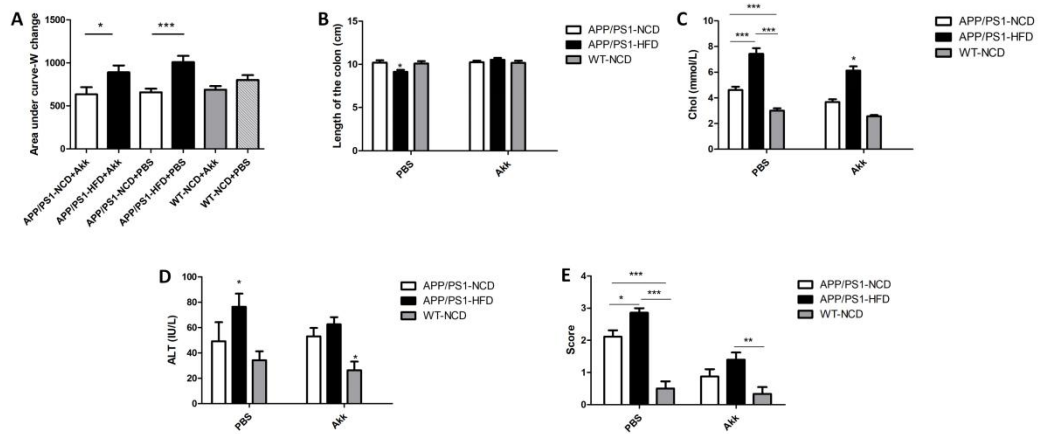 A
Area under curve-W change
1500
1000
500
0
*
***
APP/PS1-NCD+Akk
APP/PS1-HFD+Akk
APP/PS1-NCD+PBS
APP/PS1-HFD+PBS
WT-NCD+Akk
WT-NCD+PBS
B
Length of the colon (cm)
15
10
5
0
*
PBS
Akk
APP/PS1-NCD
APP/PS1-HFD
WT-NCD
C
Chol (mmol/L)
10
8
6
4
2
0
***
*** ***
*
PBS
Akk
APP/PS1-NCD
APP/PS1-HFD
WT-NCD
D
ALT (IU/L)
100
80
60
40
20
0
*
*
PBS
Akk
APP/PS1-NCD
APP/PS1-HFD
WT-NCD
E
Score
4
3
2
1
0
***
* ***
**
PBS
Akk
APP/PS1-NCD
APP/PS1-HFD
WT-NCD